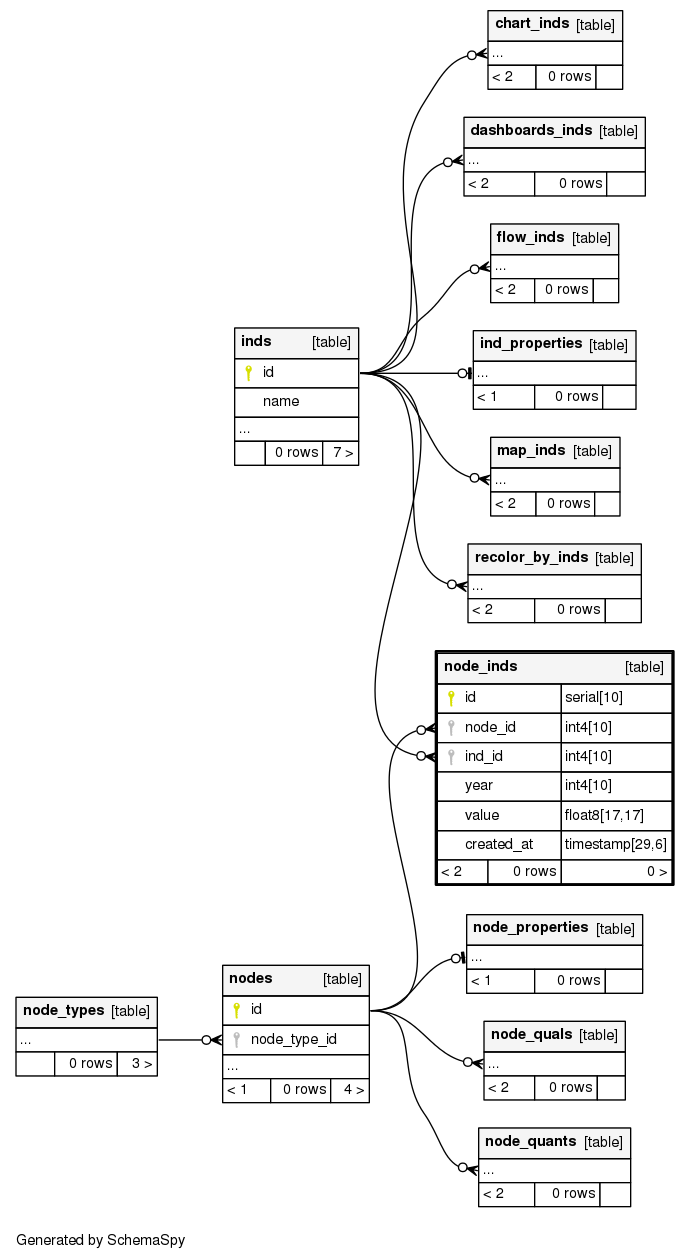 chart_inds [table]
...
< 2 0 rows
dashboards_inds [table]
...
< 2 0 rows
flow_inds [table]
...
< 2 0 rows
inds [table]
id
name
...
0 rows 7 >
ind_properties [table]
...
< 1 0 rows
map_inds [table]
...
< 2 0 rows
recolor_by_inds [table]
...
< 2 0 rows
node_inds [table]
id serial[10]
node_id int4[10]
ind_id int4[10]
year int4[10]
value float8[17,17]
created_at timestamp[29,6]
< 2 0 rows 0 >
node_properties [table]
...
< 1 0 rows
nodes [table]
id
node_type_id
...
< 1 0 rows 4 >
node_types [table]
...
0 rows 3 >
node_quals [table]
...
< 2 0 rows
node_quants [table]
...
< 2 0 rows
Generated by SchemaSpy